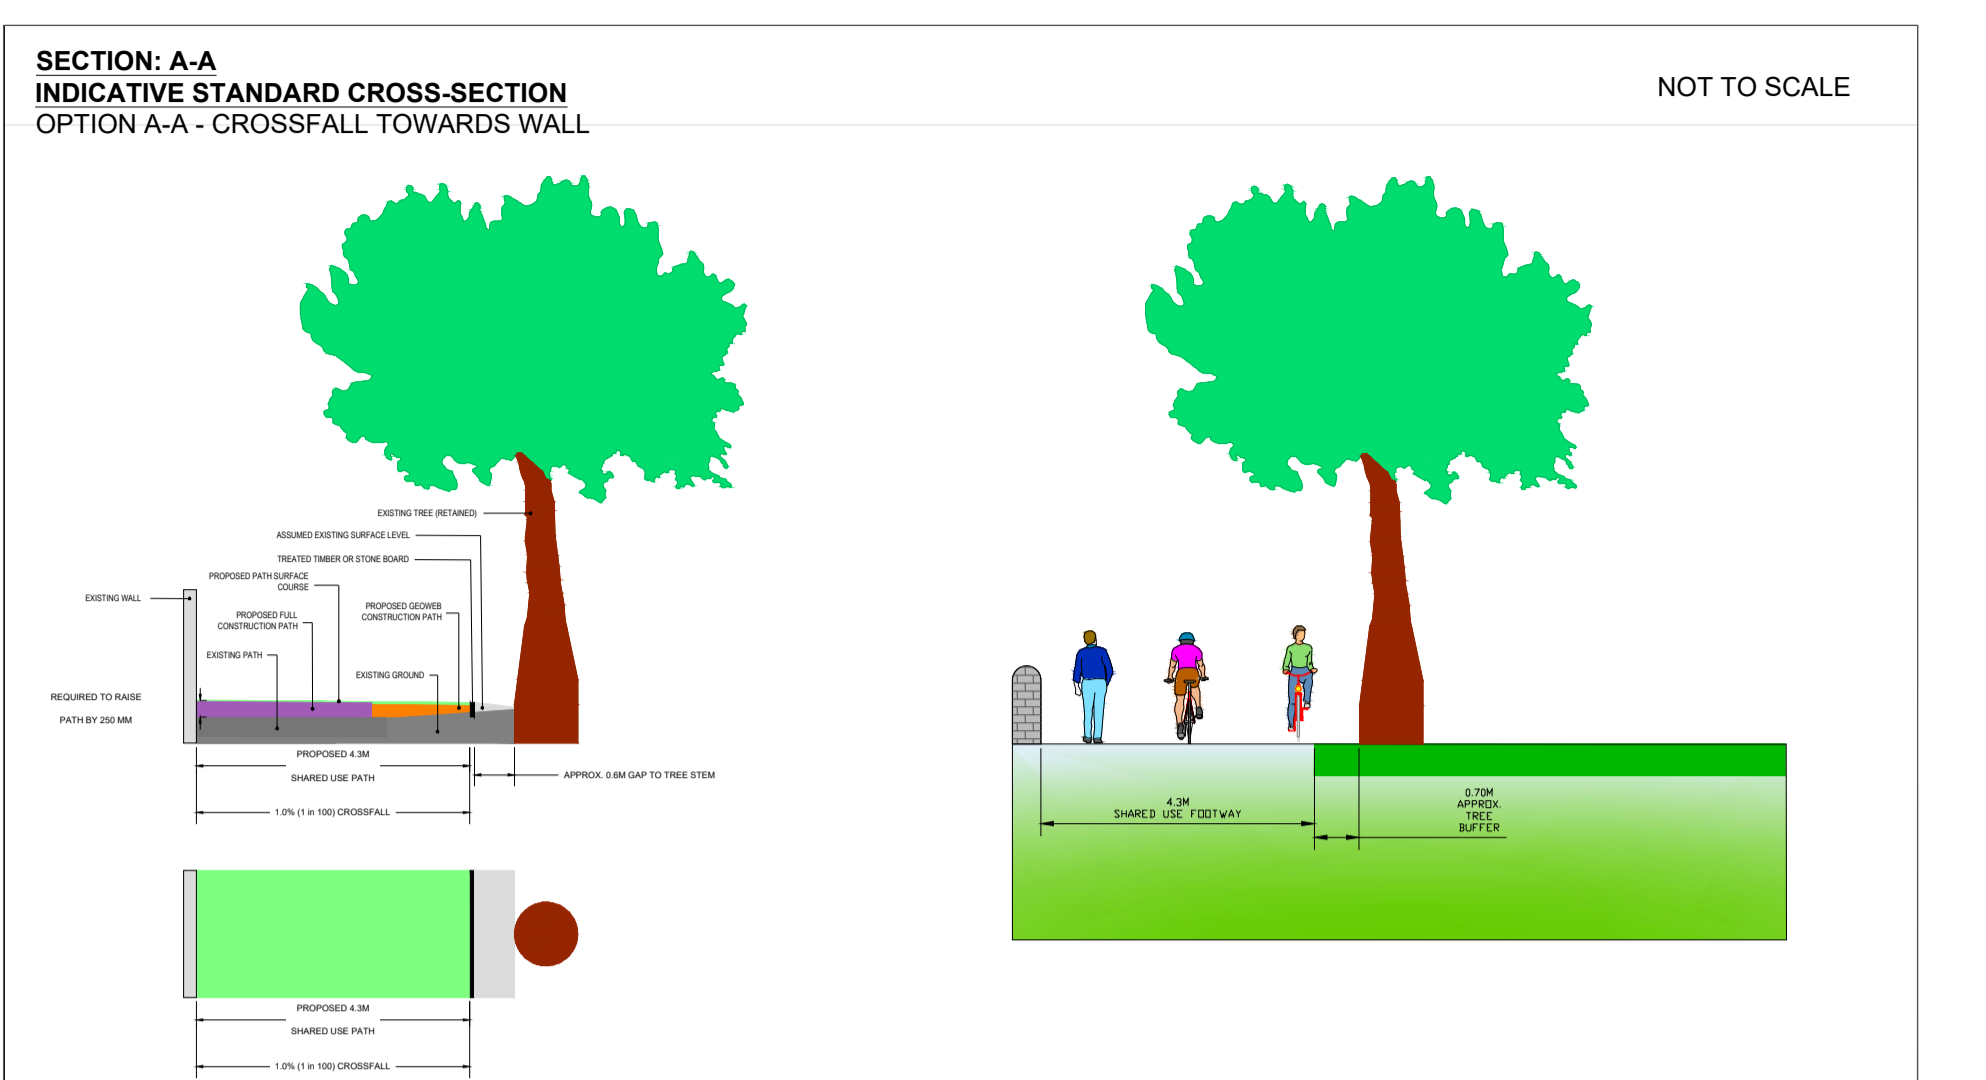 SECTION: A-A
INDICATIVE STANDARD CROSS-SECTION
OPTION A-A - CROSSFALL TOWARDS WALL
NOT TO SCALE
EXISTING TREE (RETAINED)
ASSUMED EXISTING SURFACE LEVEL
TREATED TIMBER OR STONE BOARD
PROPOSED PATH SURFACE
COURSE
EXISTING WALL
PROPOSED GEOWEB
CONSTRUCTION PATH
PROPOSED FULL
CONSTRUCTION PATH
EXISTING PATH
EXISTING GROUND
REQUIRED TO RAISE
PATH BY 250 MM
PROPOSED 4.3M
SHARED USE PATH
APPROX. 0.6M GAP TO TREE STEM
1.0% (1 in 100) CROSSFALL
PROPOSED 4.3M
SHARED USE PATH
1.0% (1 in 100) CROSSFALL
4.3M
SHARED USE FOOTWAY
0.70M
APPROX.
TREE
BUFFER